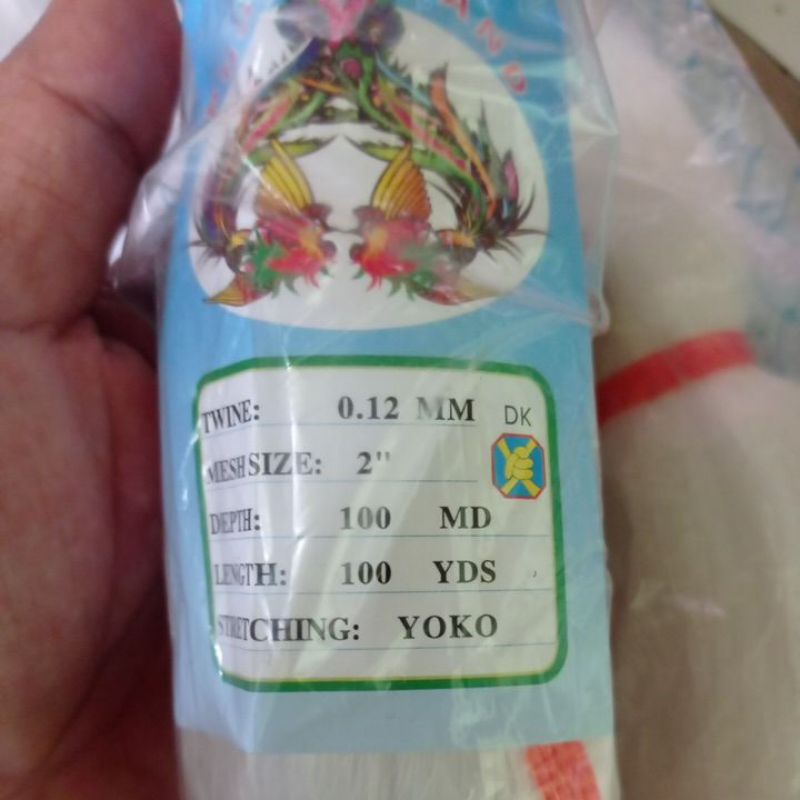 TWINE: 0.12 MM DK
MESH SIZE: 2"
DEPTH: 100 MD
LENGTH: 100 YDS
STRETCHING: YOKO